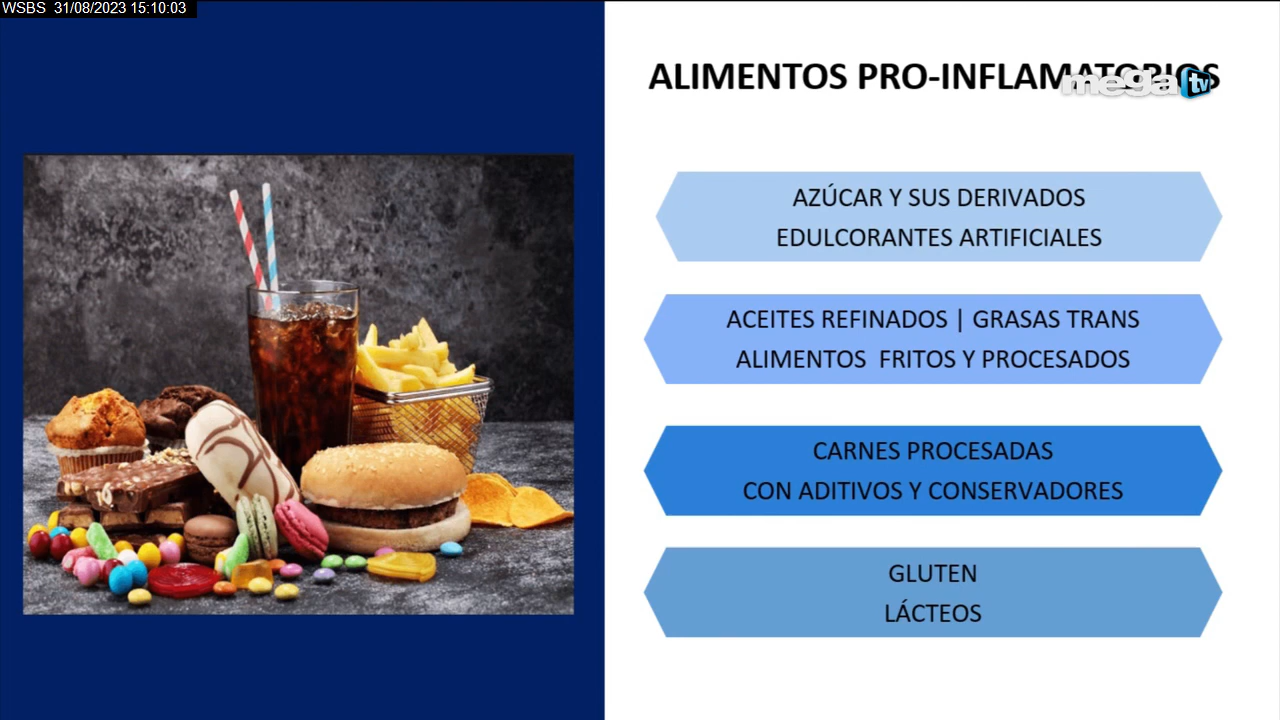 WSBS 31/08/2023 15:10:03
ALIMENTOS PRO-INFLAMATORIOS
mega tv
AZÚCAR Y SUS DERIVADOS
EDULCORANTES ARTIFICIALES
ACEITES REFINADOS | GRASAS TRANS
ALIMENTOS FRITOS Y PROCESADOS
CARNES PROCESADAS
CON ADITIVOS Y CONSERVADORES
GLUTEN
LÁCTEOS